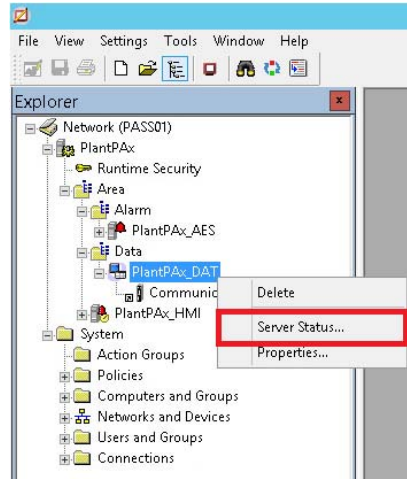 File View Settings Tools Window Help
Explorer
x
Network (PASS01)
PlantPAx
Runtime Security
Area
Alarm
PlantPAx_AES
Data
PlantPAx_DAT
Communic
Delete
PlantPAx_HMI
Server Status...
System
Properties...
Action Groups
Policies
Computers and Groups
Networks and Devices
Users and Groups
Connections